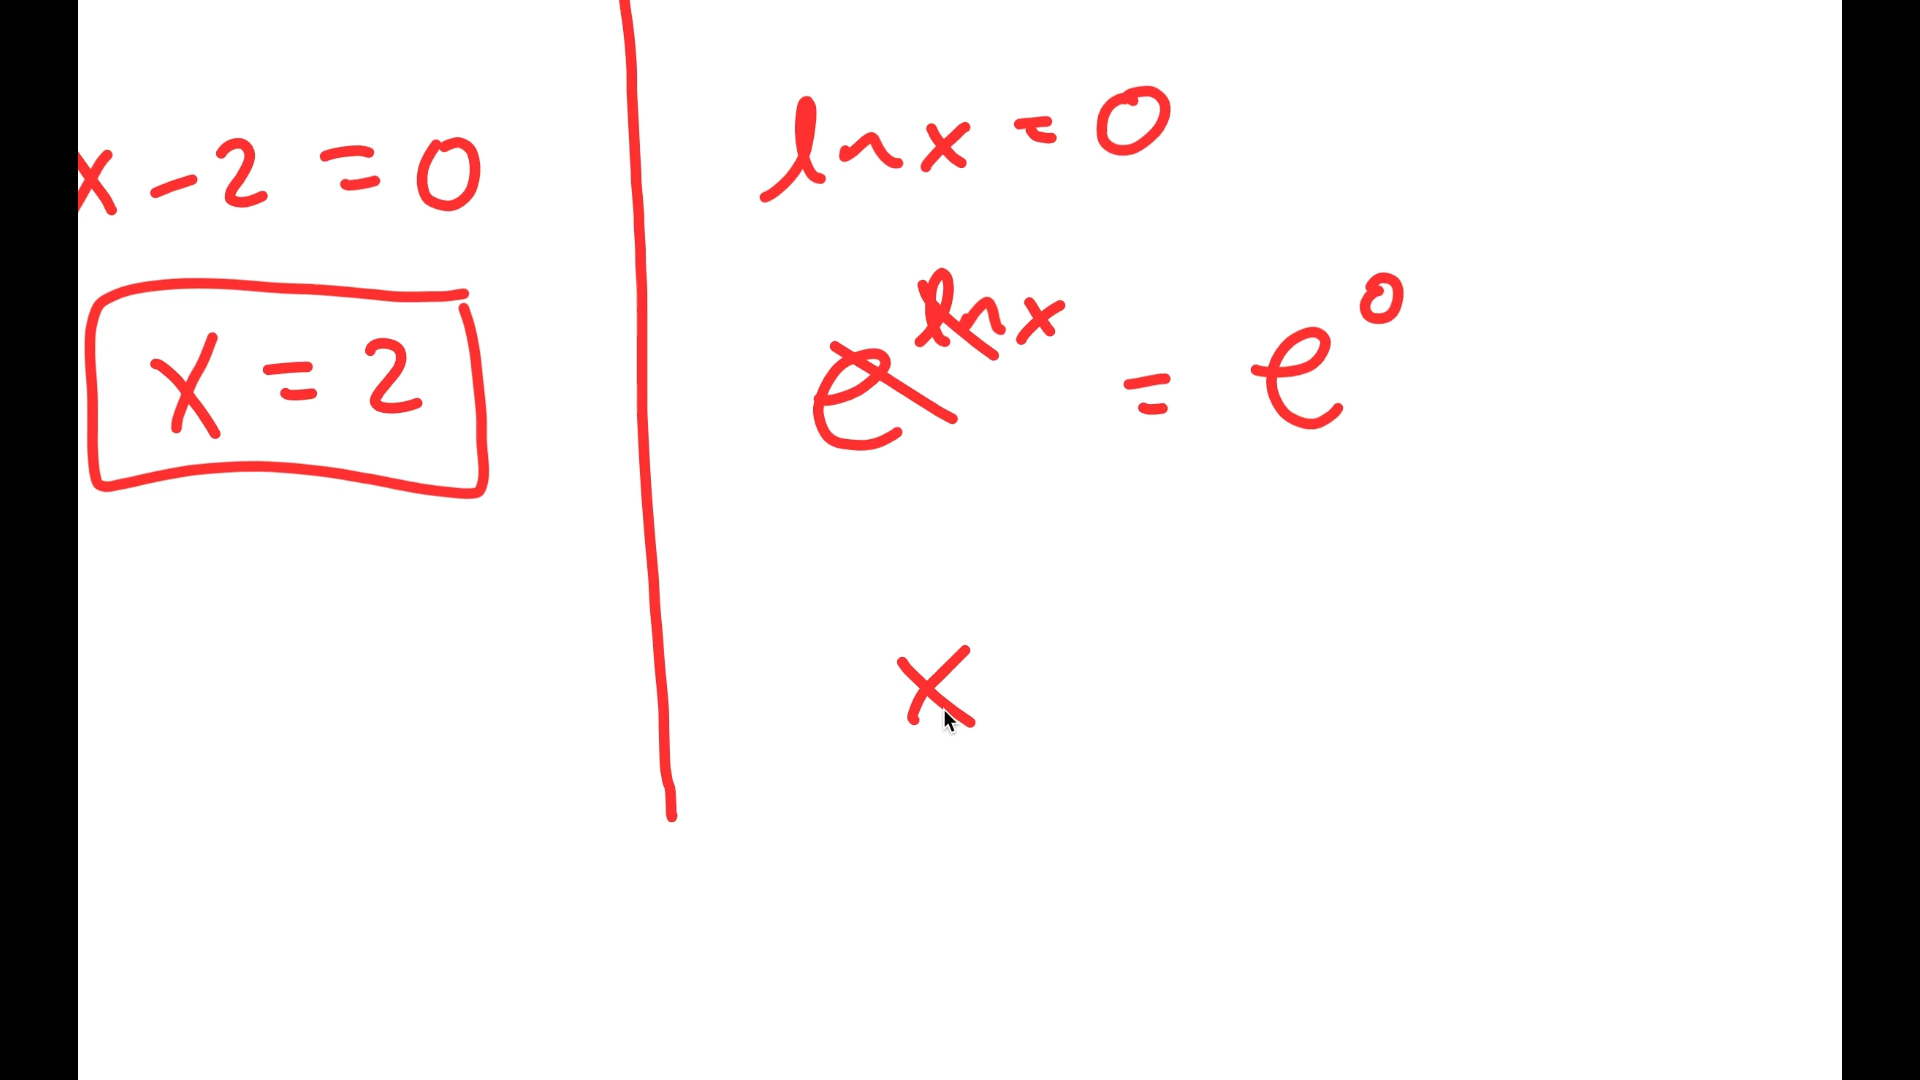 x - 2 = 0
x = 2
ln x = 0
e^{ln x} = e^0
x